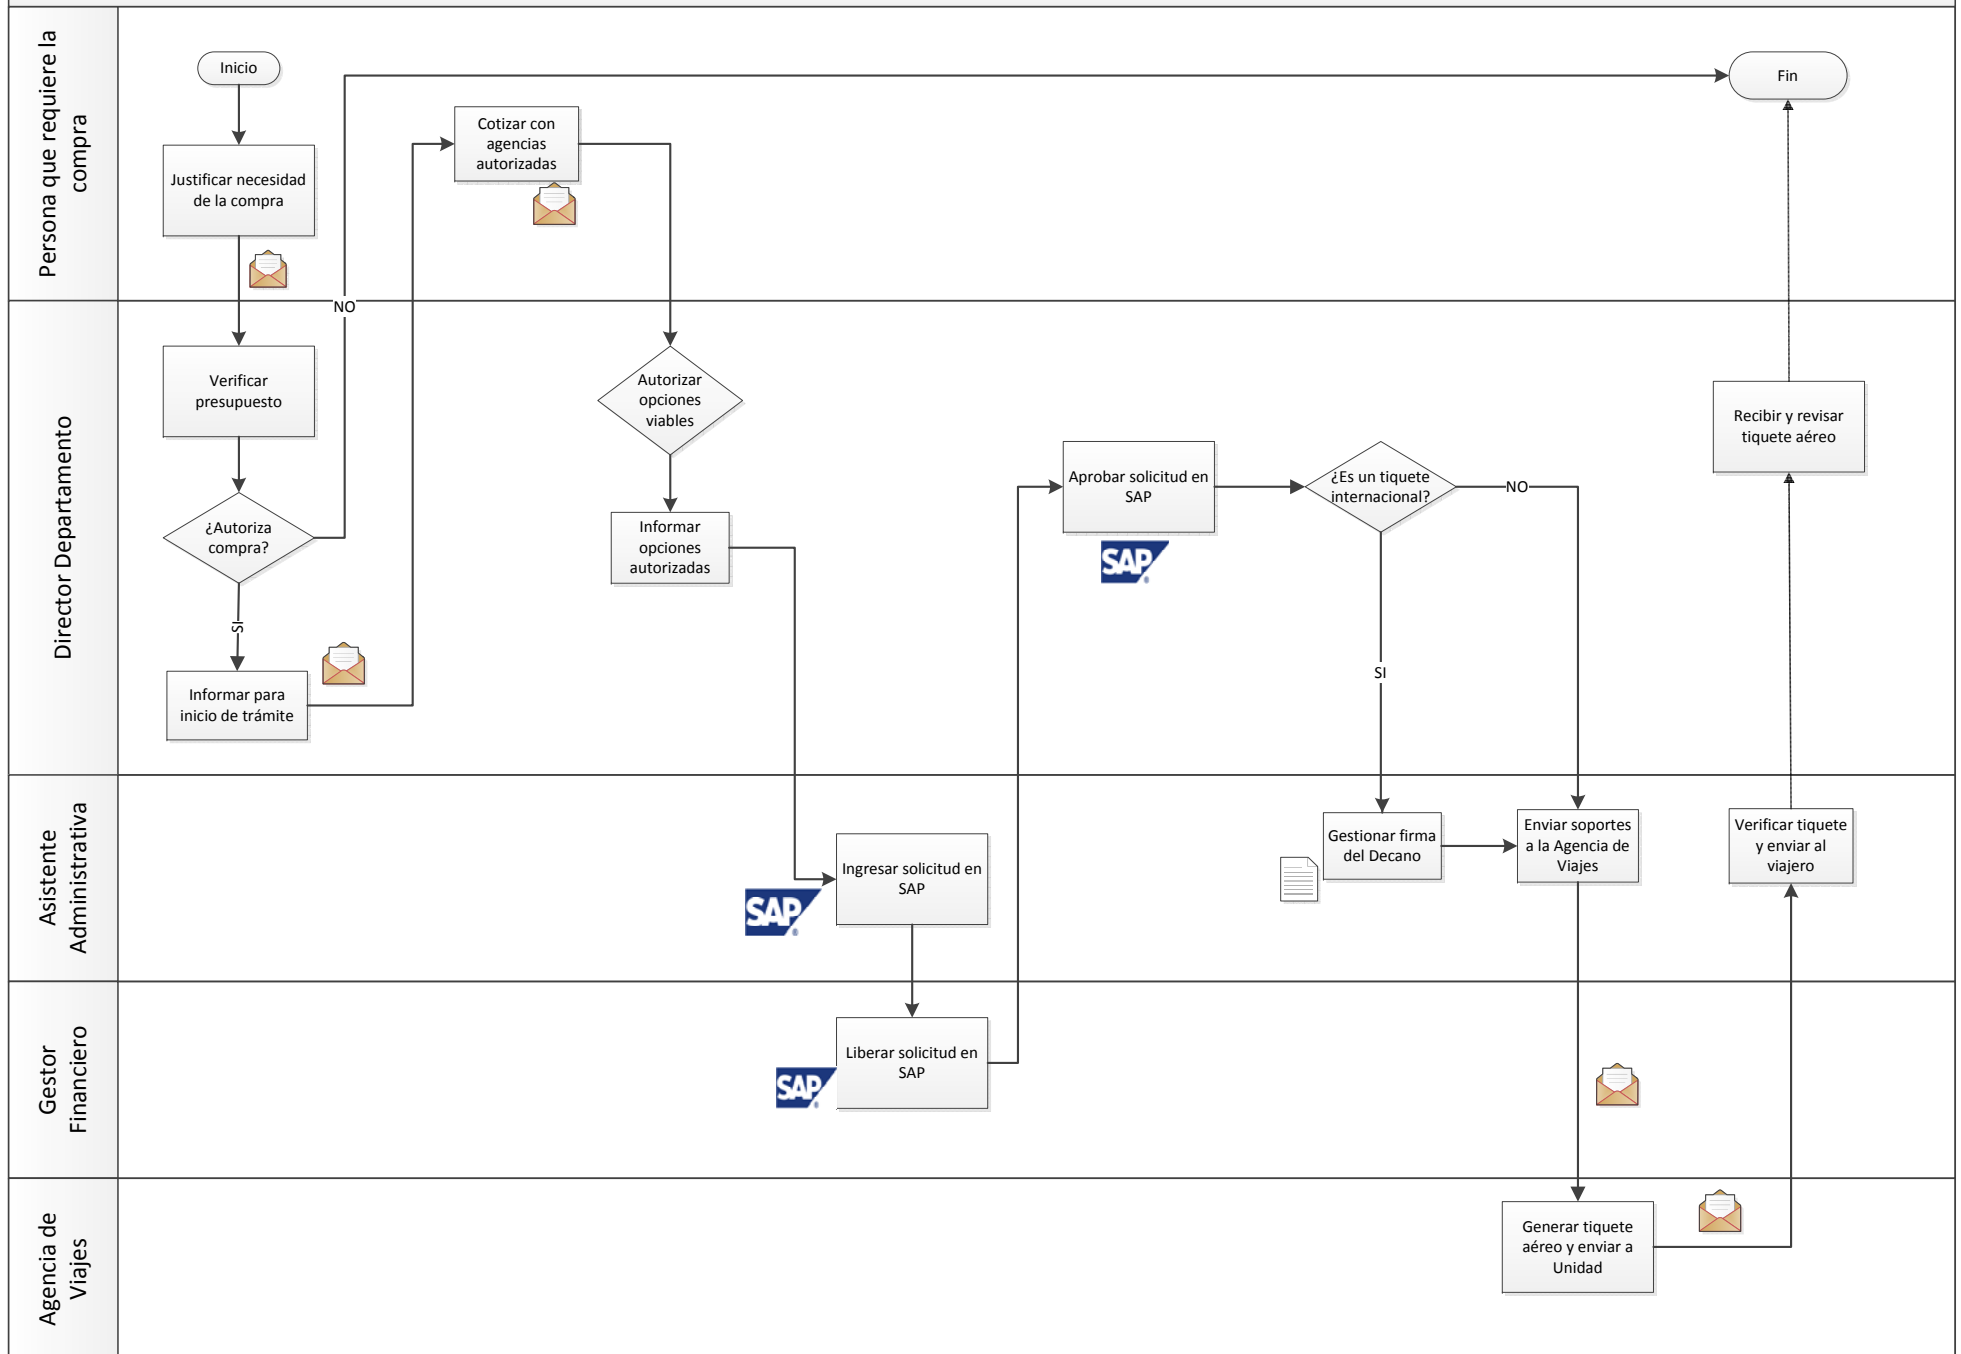 Persona que requiere la
compra
Inicio
Justificar necesidad
de la compra
Cotizar con
agencias
autorizadas
Fin
NO
Director Departamento
Verificar
presupuesto
¿Autoriza
compra?
SI
Informar para
inicio de trámite
Autorizar
opciones
viables
Informar
opciones
autorizadas
Aprobar solicitud en
SAP
SAP
®
¿Es un tiquete
internacional?
NO
SI
Recibir y revisar
tiquete aéreo
Asistente
Administrativa
Ingresar solicitud en
SAP
SAP
®
Gestionar firma
del Decano
Enviar soportes
a la Agencia de
Viajes
Verificar tiquete
y enviar al
viajero
Gestor
Financiero
Liberar solicitud en
SAP
SAP
®
Agencia de
Viajes
Generar tiquete
aéreo y enviar a
Unidad